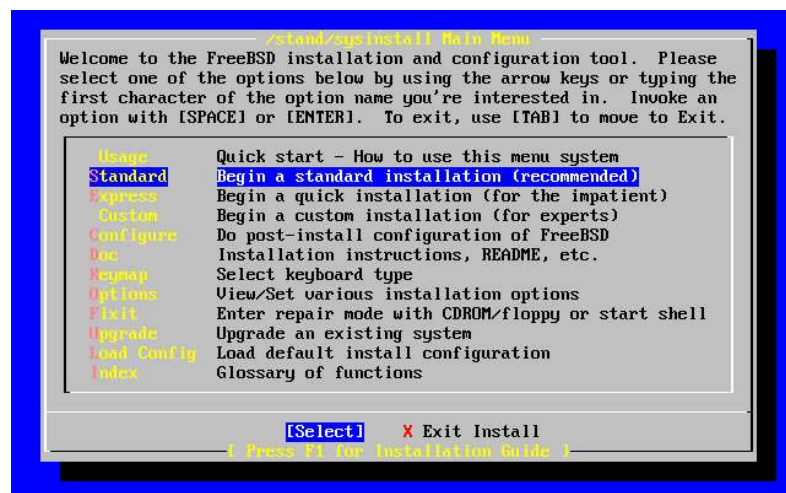 /stand/sysinstall Main Menu
Welcome to the FreeBSD installation and configuration tool.  Please
select one of the options below by using the arrow keys or typing the
first character of the option name you're interested in.  Invoke an
option with [SPACE] or [ENTER].  To exit, use [TAB] to move to Exit.
Usage Quick start - How to use this menu system
Standard Begin a standard installation (recommended)
Express Begin a quick installation (for the impatient)
Custom Begin a custom installation (for experts)
Configure Do post-install configuration of FreeBSD
Doc Installation instructions, README, etc.
Keymap Select keyboard type
Options View/Set various installation options
Fixit Enter repair mode with CDROM/floppy or start shell
Upgrade Upgrade an existing system
Load Config Load default install configuration
Index Glossary of functions
[Select] X Exit Install
[ Press F1 for Installation Guide ]